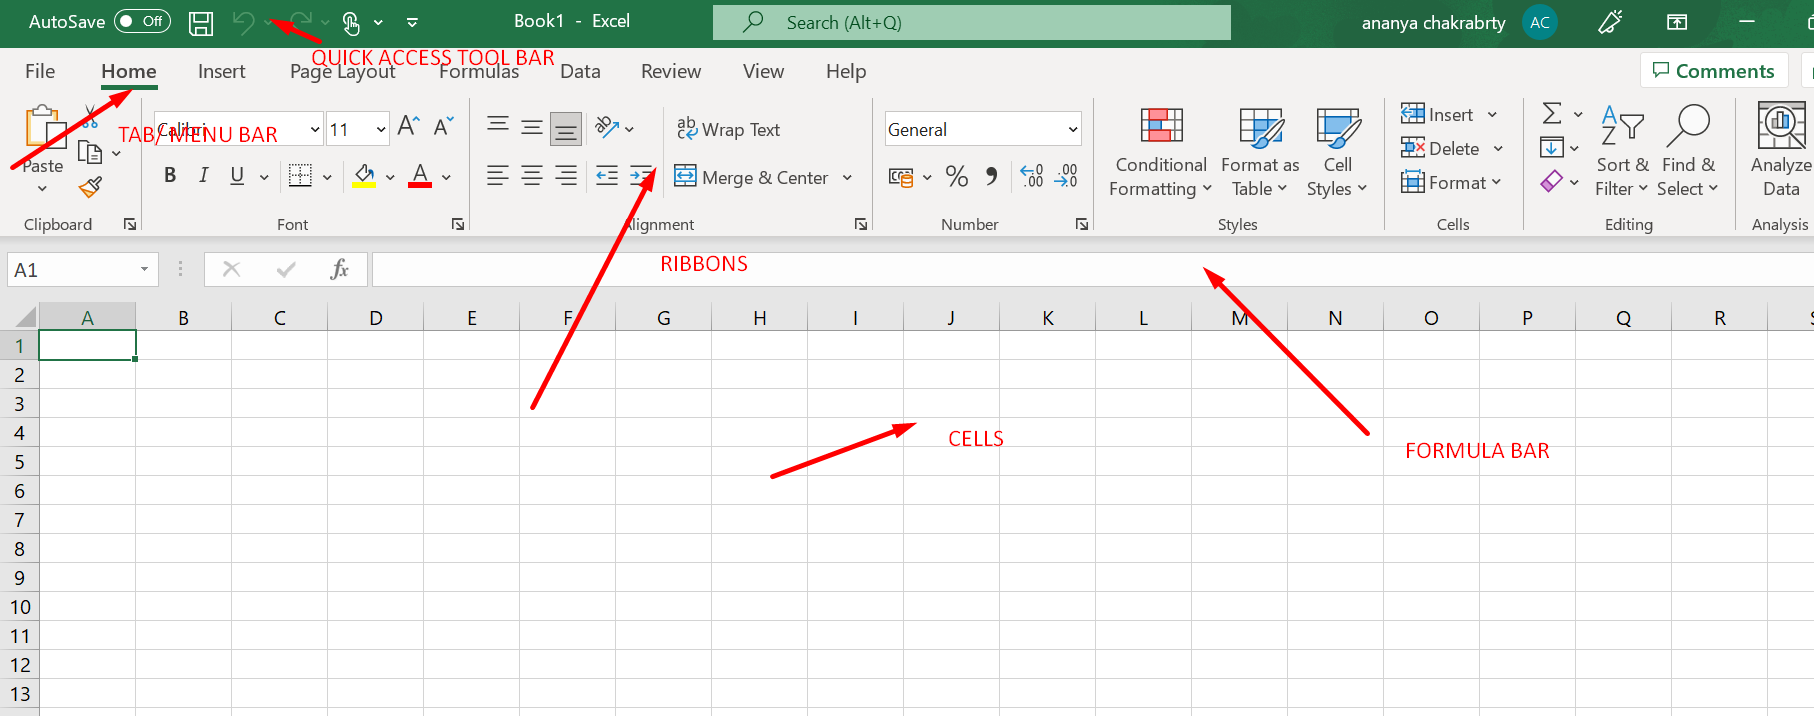 AutoSave Off Book1 - Excel Search (Alt+Q) ananya chakrabrty AC
QUICK ACCESS TOOL BAR
File Home Insert Page Layout Formulas Data Review View Help Comments
Calibri 11 A A ab Wrap Text General Insert Σ A Z
TAB/ MENU BAR
Paste B I U A Merge & Center % 9 .00 .00 Conditional Formatting Format as Table Cell Styles Delete Format Sort & Filter Find & Select Analyze Data
Clipboard Font Alignment Number Styles Cells Editing Analysis
RIBBONS
A1 fx
A B C D E F G H I J K L M N O P Q R S
1
2
3
4
CELLS
FORMULA BAR
5
6
7
8
9
10
11
12
13